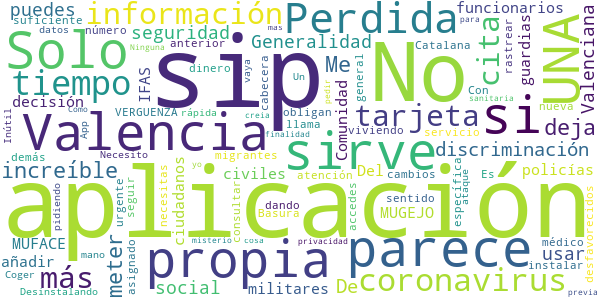 puedes información Perdida cita funcionarios para
suficiente
datos número seguridad anterior Generalidad Catalana rastrear Valenciana
Ninguna mas
Solo sip No UNA
tiempo IFAS dinero vaya cabecera Un Me general Con guardias nueva sanitaria
decisión VERGUENZA rápida creía llama obligan pedir
Inútil Como App
Valencia finalidad Comunidad viviendo tarjeta servicio si deja
demás Necesito yo migrantes sirve discriminación
increíble ciudadanos civiles atención Del cambios Es ataque policías
aplicación
pidiendo urgente seguir necesitas consultar dando Basura accedes sentido específica desfavorecidos
MUFACE meter propia MUGEJO parece usar médico
añadir asignado misterio cosa privacidad instalar
más mano social militares De coronavirus
Coger Desinstalando previa